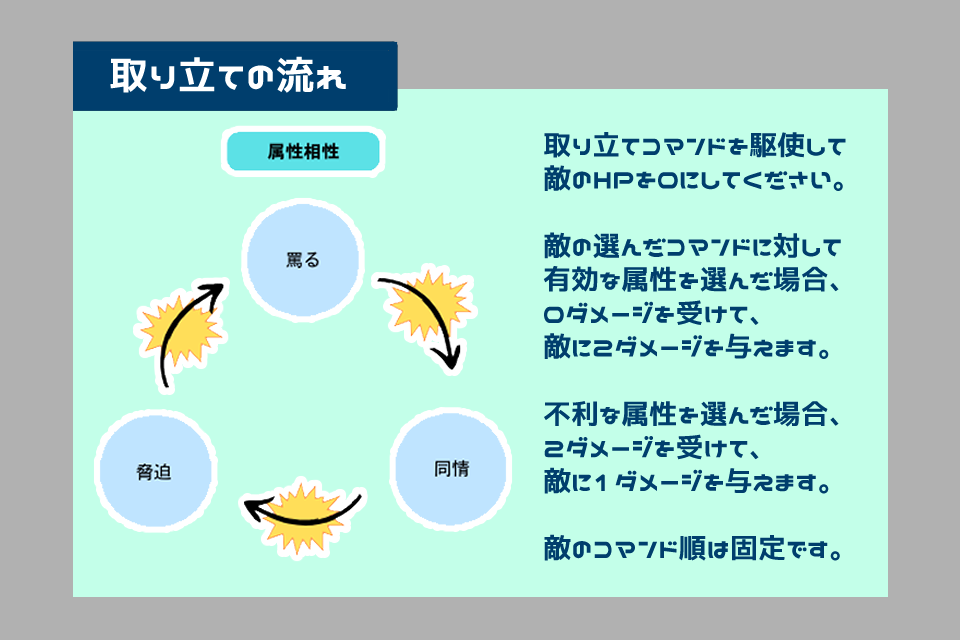 取り立ての流れ
属性相性
罵る
脅迫
同情
取り立てコマンドを駆使して
敵のHPを0にしてください。
敵の選んだコマンドに対して
有効な属性を選んだ場合、
0ダメージを受けて、
敵に2ダメージを与えます。
不利な属性を選んだ場合、
2ダメージを受けて、
敵に1ダメージを与えます。
敵のコマンド順は固定です。